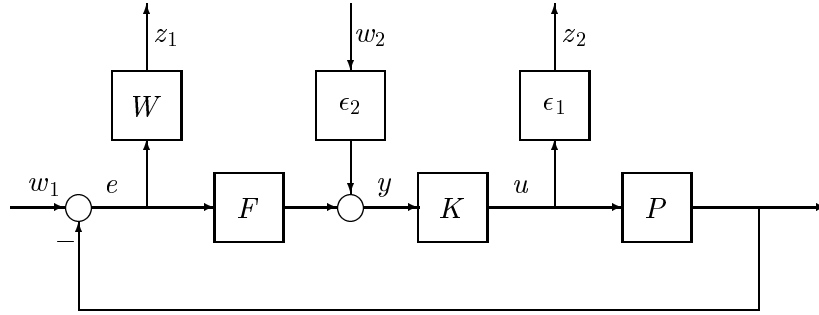 z₁ w₂ z₂
W ϵ₂ ϵ₁
w₁ e F y K u P
−